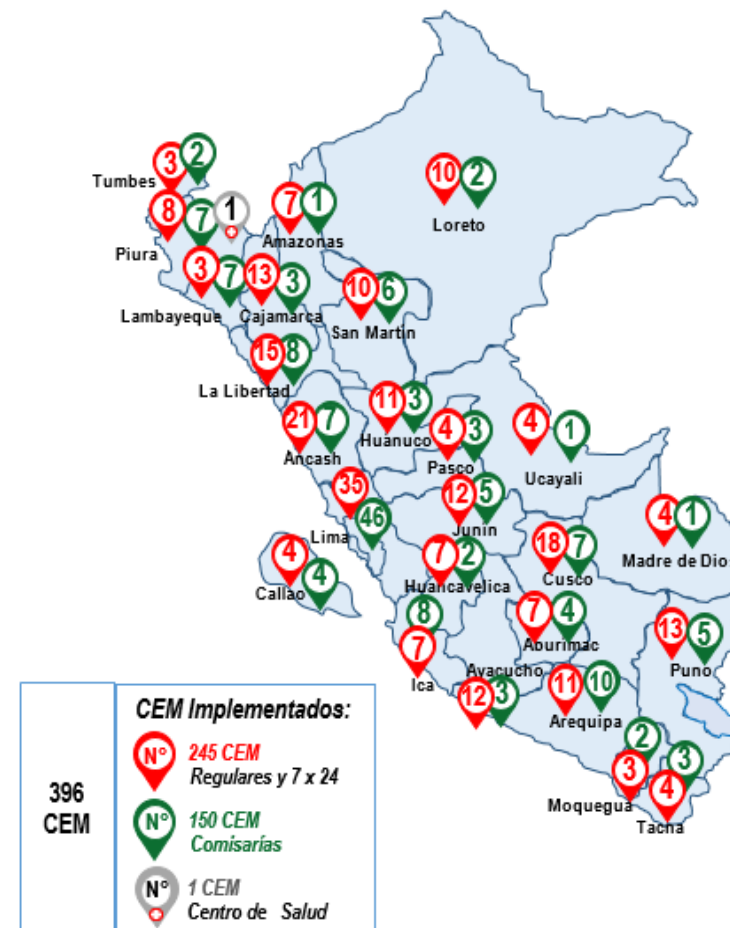 3 2
Tumbes
8 7 1
Piura
7 1
Amazonas
10 2
Loreto
3 7
Lambayeque
13 3
Cajamarca
10 6
San Martin
15 8
La Libertad
21 7
Ancash
11 3
Huanuco
4 3
Pasco
4 1
Ucayali
35
46
Lima
12 5
Junin
4 4
Callao
7 2
Huancavelica
18 7
Cusco
4 1
Madre de Dios
8
7
Ica
7 4
Aburimac
13 5
Puno
Ayacucho
12 3
11 10
Arequipa
2
3
Moquegua
3
4
Tacna
396
CEM
CEM Implementados:
N° 245 CEM
Regulares y 7 x 24
N° 150 CEM
Comisarías
N° 1 CEM
Centro de Salud